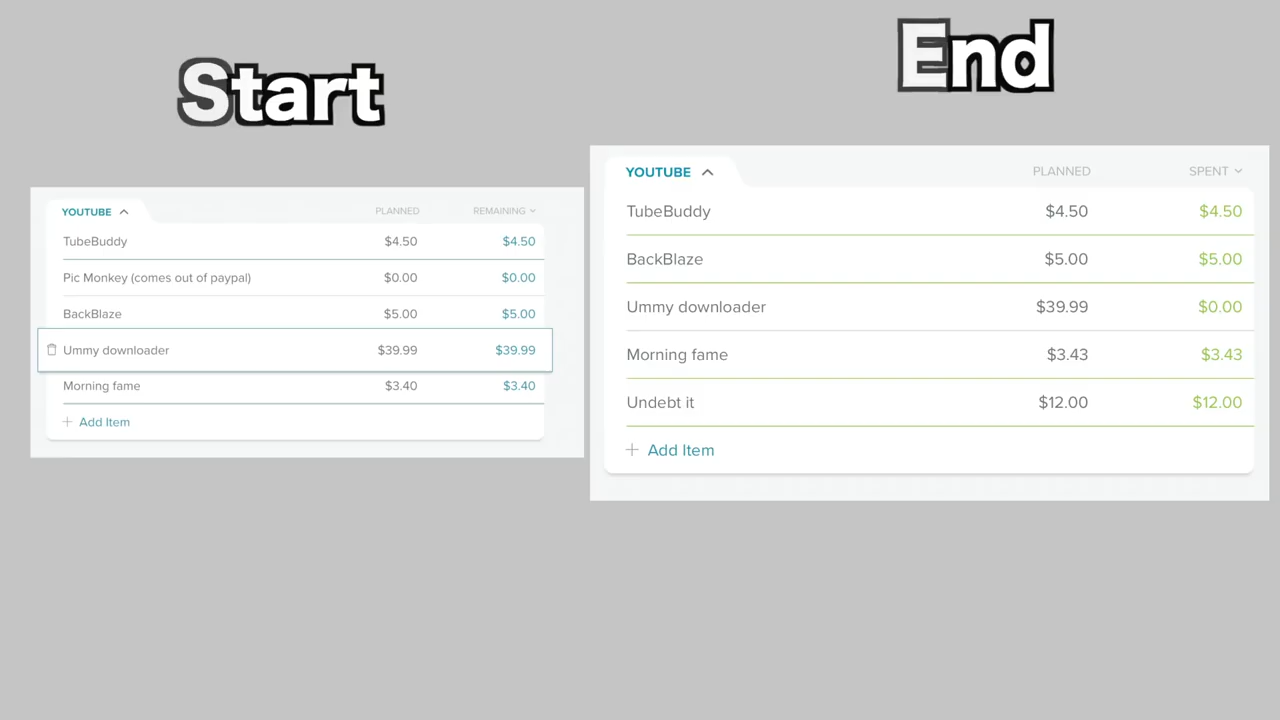 Start
YOUTUBE PLANNED REMAINING
TubeBuddy $4.50 $4.50
Pic Monkey (comes out of paypal) $0.00 $0.00
BackBlaze $5.00 $5.00
Ummy downloader $39.99 $39.99
Morning fame $3.40 $3.40
+ Add Item
End
YOUTUBE PLANNED SPENT
TubeBuddy $4.50 $4.50
BackBlaze $5.00 $5.00
Ummy downloader $39.99 $0.00
Morning fame $3.43 $3.43
Undebt it $12.00 $12.00
+ Add Item